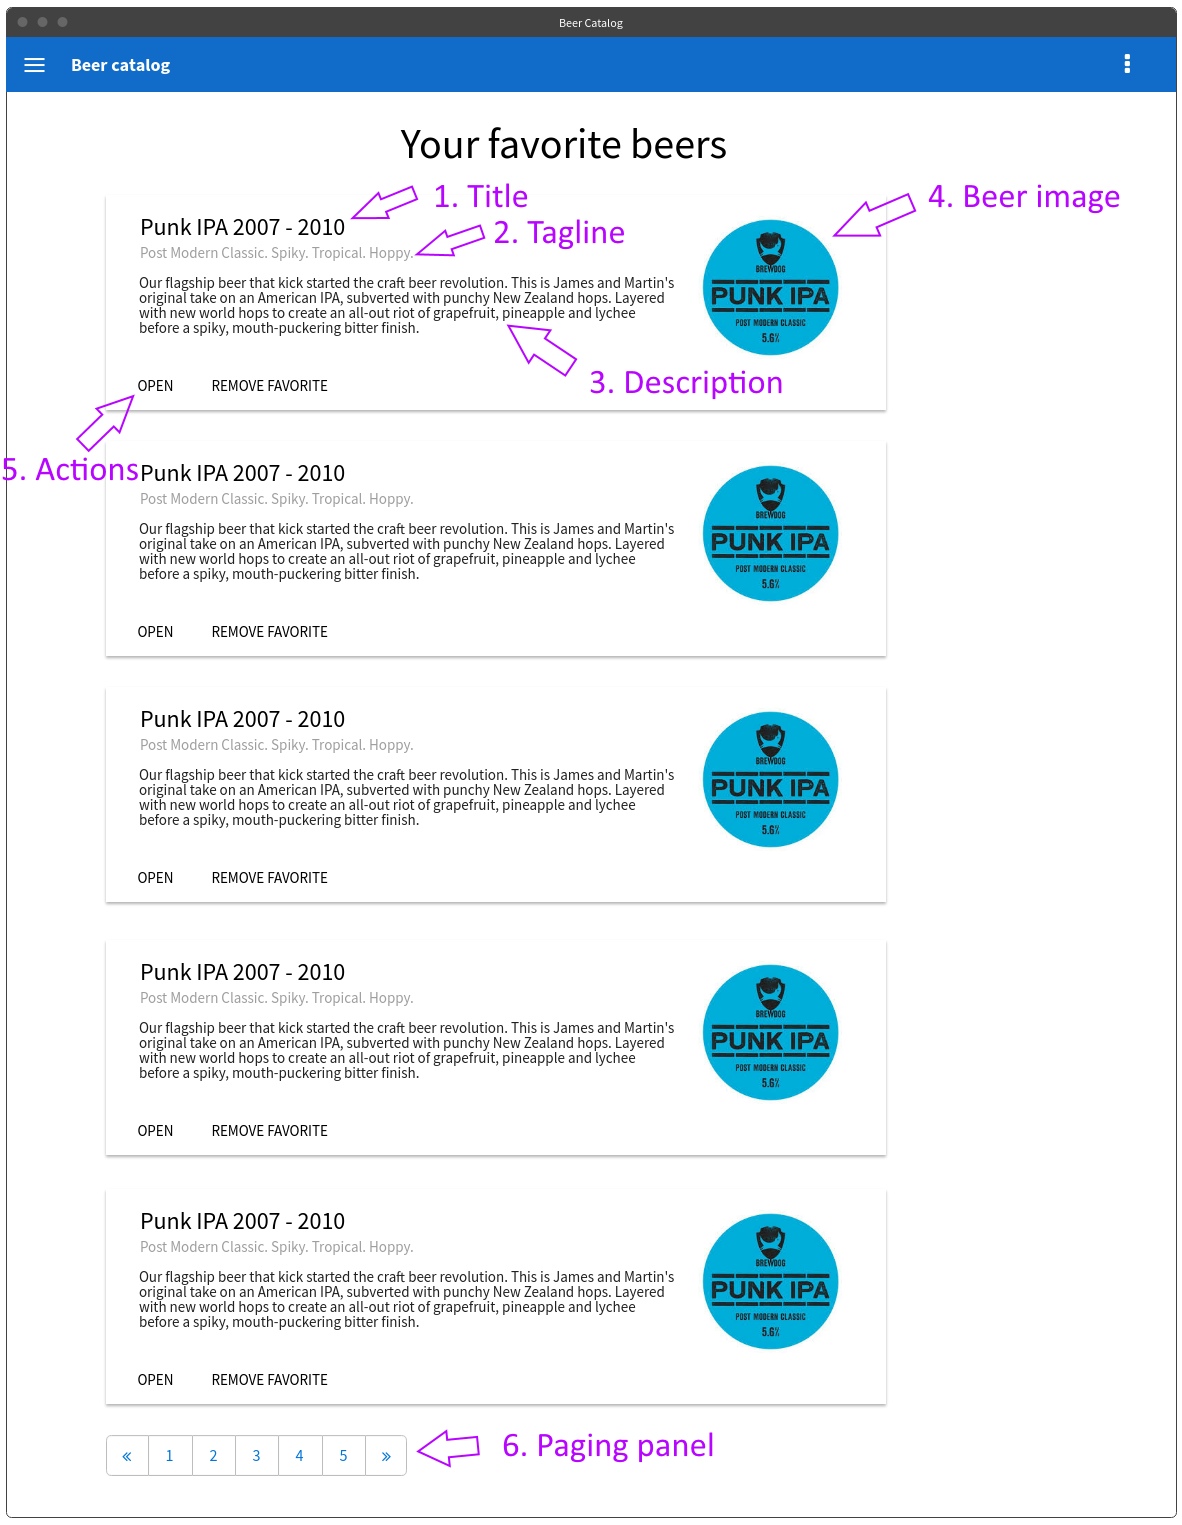 Beer Catalog
Beer catalog
Your favorite beers
1. Title
4. Beer image
Punk IPA 2007 - 2010
2. Tagline
Post Modern Classic. Spiky. Tropical. Hoppy.
Our flagship beer that kick started the craft beer revolution. This is James and Martin's
original take on an American IPA, subverted with punchy New Zealand hops. Layered
with new world hops to create an all-out riot of grapefruit, pineapple and lychee
before a spiky, mouth-puckering bitter finish.
BREWDOG
PUNK IPA
POST MODERN CLASSIC
5.6%
3. Description
OPEN REMOVE FAVORITE
5. Actions
Punk IPA 2007 - 2010
Post Modern Classic. Spiky. Tropical. Hoppy.
Our flagship beer that kick started the craft beer revolution. This is James and Martin's
original take on an American IPA, subverted with punchy New Zealand hops. Layered
with new world hops to create an all-out riot of grapefruit, pineapple and lychee
before a spiky, mouth-puckering bitter finish.
BREWDOG
PUNK IPA
POST MODERN CLASSIC
5.6%
OPEN REMOVE FAVORITE
Punk IPA 2007 - 2010
Post Modern Classic. Spiky. Tropical. Hoppy.
Our flagship beer that kick started the craft beer revolution. This is James and Martin's
original take on an American IPA, subverted with punchy New Zealand hops. Layered
with new world hops to create an all-out riot of grapefruit, pineapple and lychee
before a spiky, mouth-puckering bitter finish.
BREWDOG
PUNK IPA
POST MODERN CLASSIC
5.6%
OPEN REMOVE FAVORITE
Punk IPA 2007 - 2010
Post Modern Classic. Spiky. Tropical. Hoppy.
Our flagship beer that kick started the craft beer revolution. This is James and Martin's
original take on an American IPA, subverted with punchy New Zealand hops. Layered
with new world hops to create an all-out riot of grapefruit, pineapple and lychee
before a spiky, mouth-puckering bitter finish.
BREWDOG
PUNK IPA
POST MODERN CLASSIC
5.6%
OPEN REMOVE FAVORITE
Punk IPA 2007 - 2010
Post Modern Classic. Spiky. Tropical. Hoppy.
Our flagship beer that kick started the craft beer revolution. This is James and Martin's
original take on an American IPA, subverted with punchy New Zealand hops. Layered
with new world hops to create an all-out riot of grapefruit, pineapple and lychee
before a spiky, mouth-puckering bitter finish.
BREWDOG
PUNK IPA
POST MODERN CLASSIC
5.6%
OPEN REMOVE FAVORITE
« 1 2 3 4 5 »
6. Paging panel